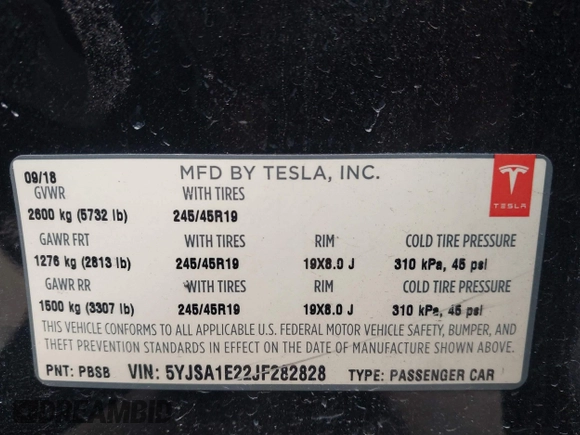 09/18 MFD BY TESLA, INC.
GVWR WITH TIRES
2600 kg (5732 lb) 245/45R19
TESLA
GAWR FRT WITH TIRES RIM COLD TIRE PRESSURE
1276 kg (2813 lb) 245/45R19 19X8.0 J 310 kPa, 45 psi
GAWR RR WITH TIRES RIM COLD TIRE PRESSURE
1500 kg (3307 lb) 245/45R19 19X8.0 J 310 kPa, 45 psi
THIS VEHICLE CONFORMS TO ALL APPLICABLE U.S. FEDERAL MOTOR VEHICLE SAFETY, BUMPER, AND
THEFT PREVENTION STANDARDS IN EFFECT ON THE DATE OF MANUFACTURE SHOWN ABOVE.
PNT: PBSB VIN: 5YJSA1E22JF282828 TYPE: PASSENGER CAR
DREAMBID